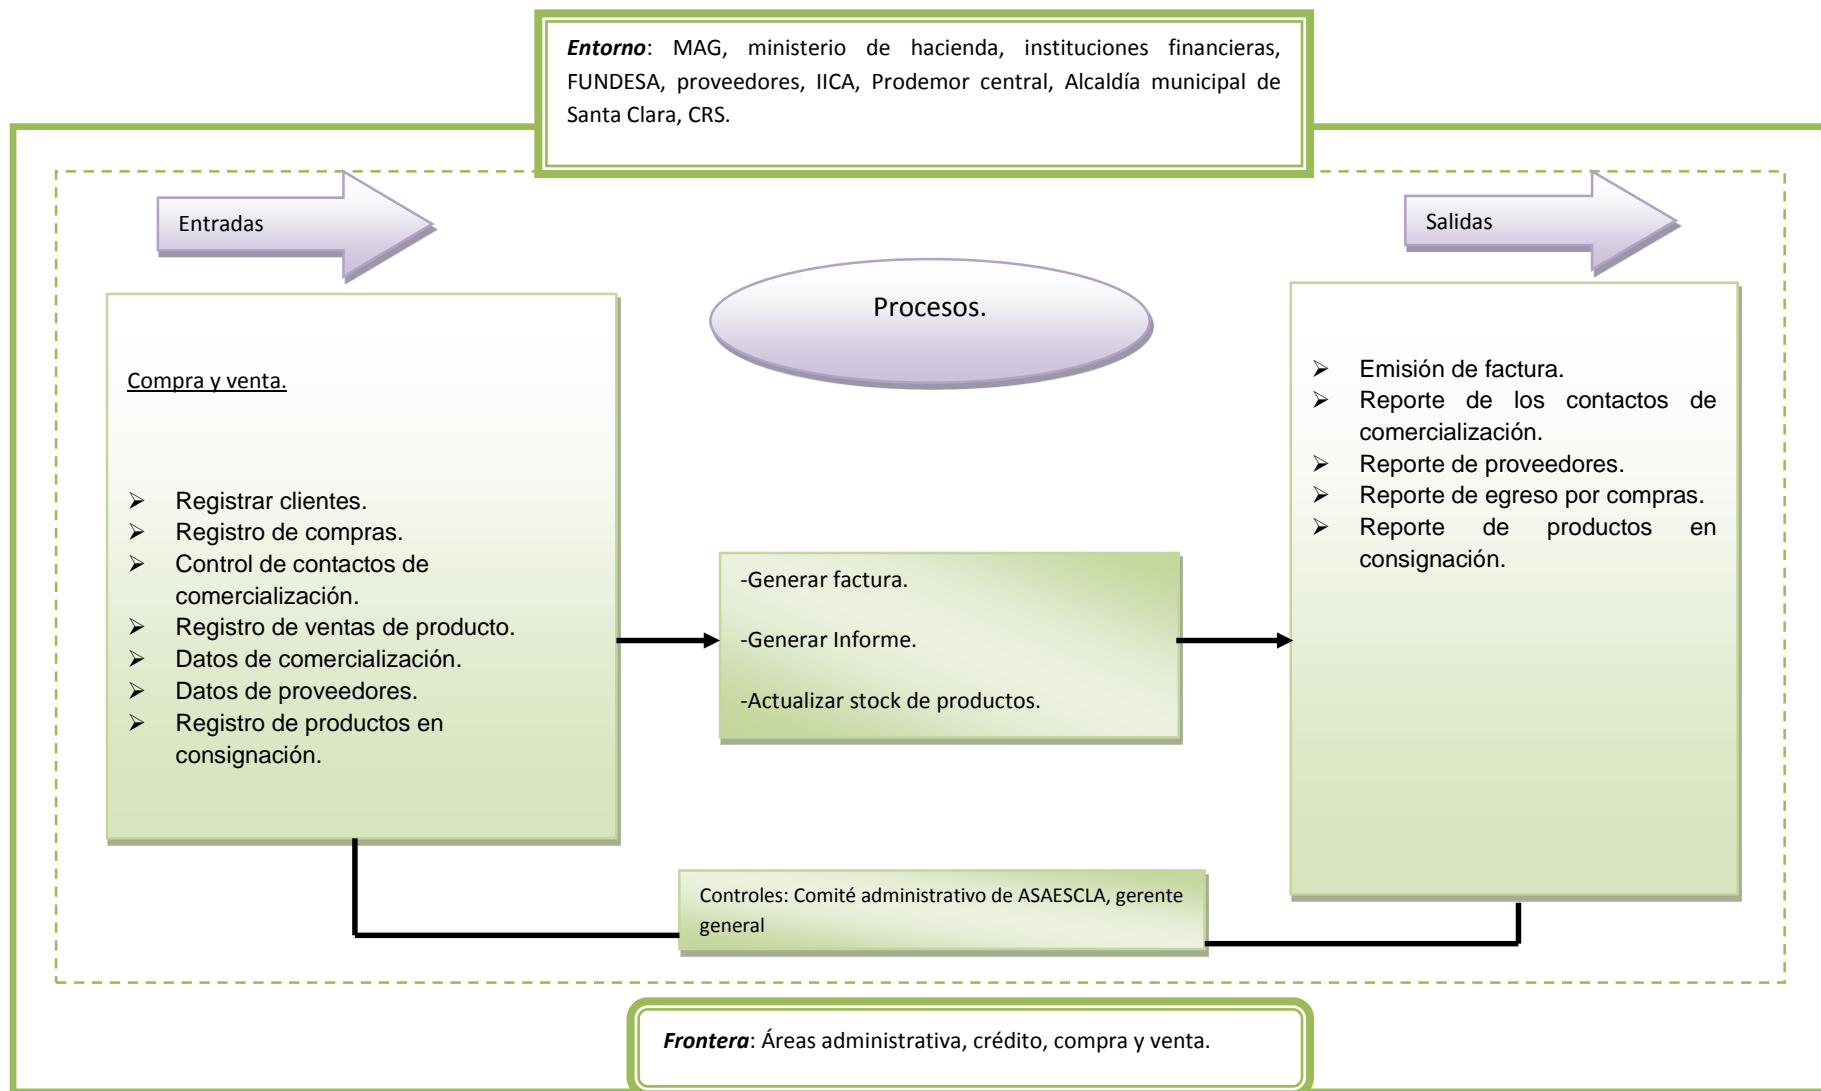 Entorno: MAG, ministerio de hacienda, instituciones financieras,
FUNDESA, proveedores, IICA, Prodemor central, Alcaldía municipal de
Santa Clara, CRS.
Entradas
Salidas
Procesos.
Compra y venta.
➢ Registrar clientes.
➢ Registro de compras.
➢ Control de contactos de
comercialización.
➢ Registro de ventas de producto.
➢ Datos de comercialización.
➢ Datos de proveedores.
➢ Registro de productos en
consignación.
-Generar factura.
-Generar Informe.
-Actualizar stock de productos.
➢ Emisión de factura.
➢ Reporte de los contactos de
comercialización.
➢ Reporte de proveedores.
➢ Reporte de egreso por compras.
➢ Reporte de productos en
consignación.
Controles: Comité administrativo de ASAESCLA, gerente
general
Frontera: Áreas administrativa, crédito, compra y venta.